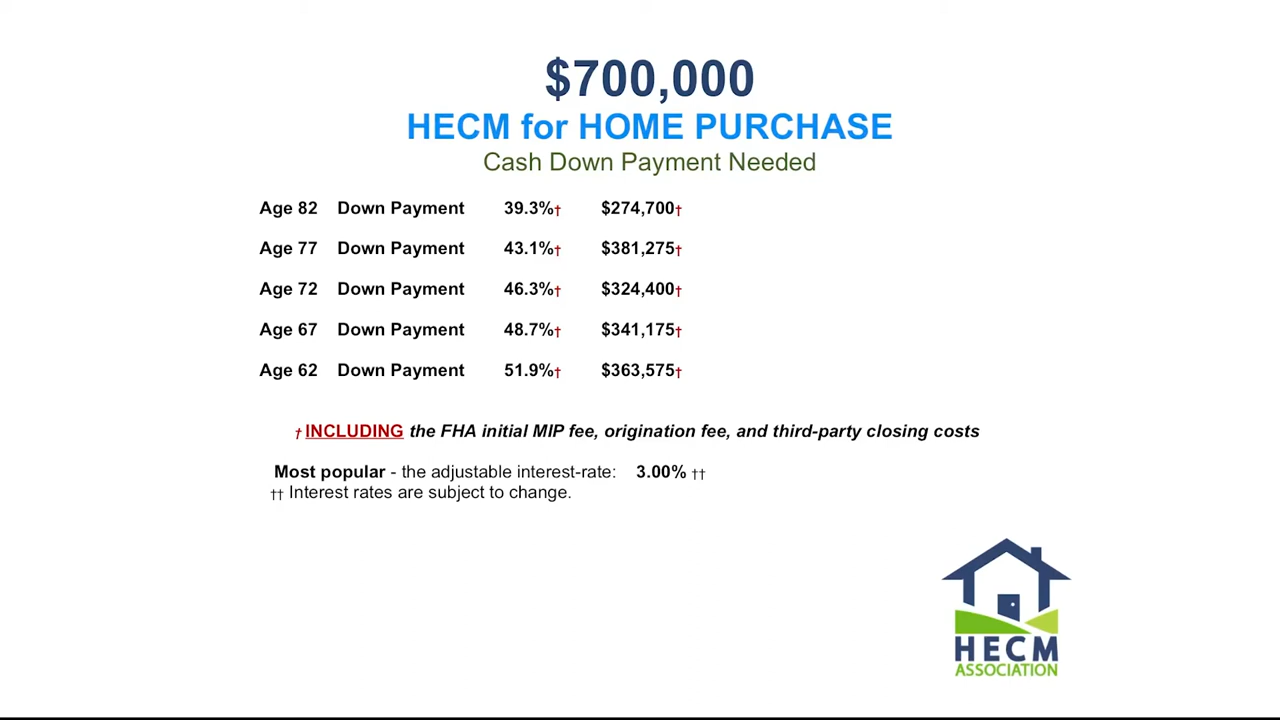 $700,000
HECM for HOME PURCHASE
Cash Down Payment Needed
Age 82 Down Payment 39.3%† $274,700†
Age 77 Down Payment 43.1%† $381,275†
Age 72 Down Payment 46.3%† $324,400†
Age 67 Down Payment 48.7%† $341,175†
Age 62 Down Payment 51.9%† $363,575†
† INCLUDING the FHA initial MIP fee, origination fee, and third-party closing costs
Most popular - the adjustable interest-rate: 3.00% ††
†† Interest rates are subject to change.
HECM
ASSOCIATION